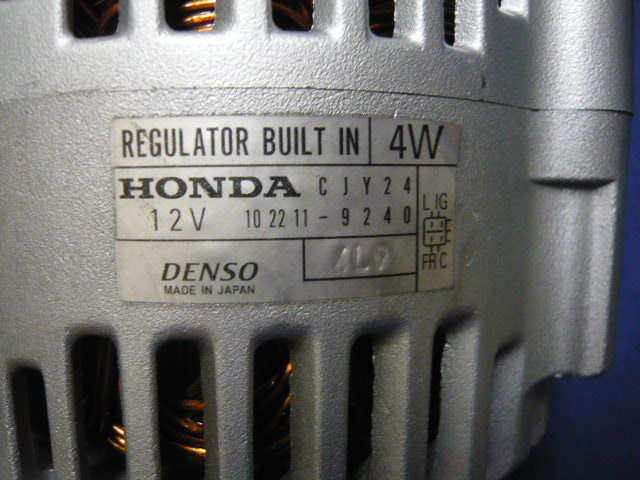 REGULATOR BUILT IN 4W
HONDA CJY24
12V 102211-9240
L IG
4L9
FR C
DENSO
MADE IN JAPAN